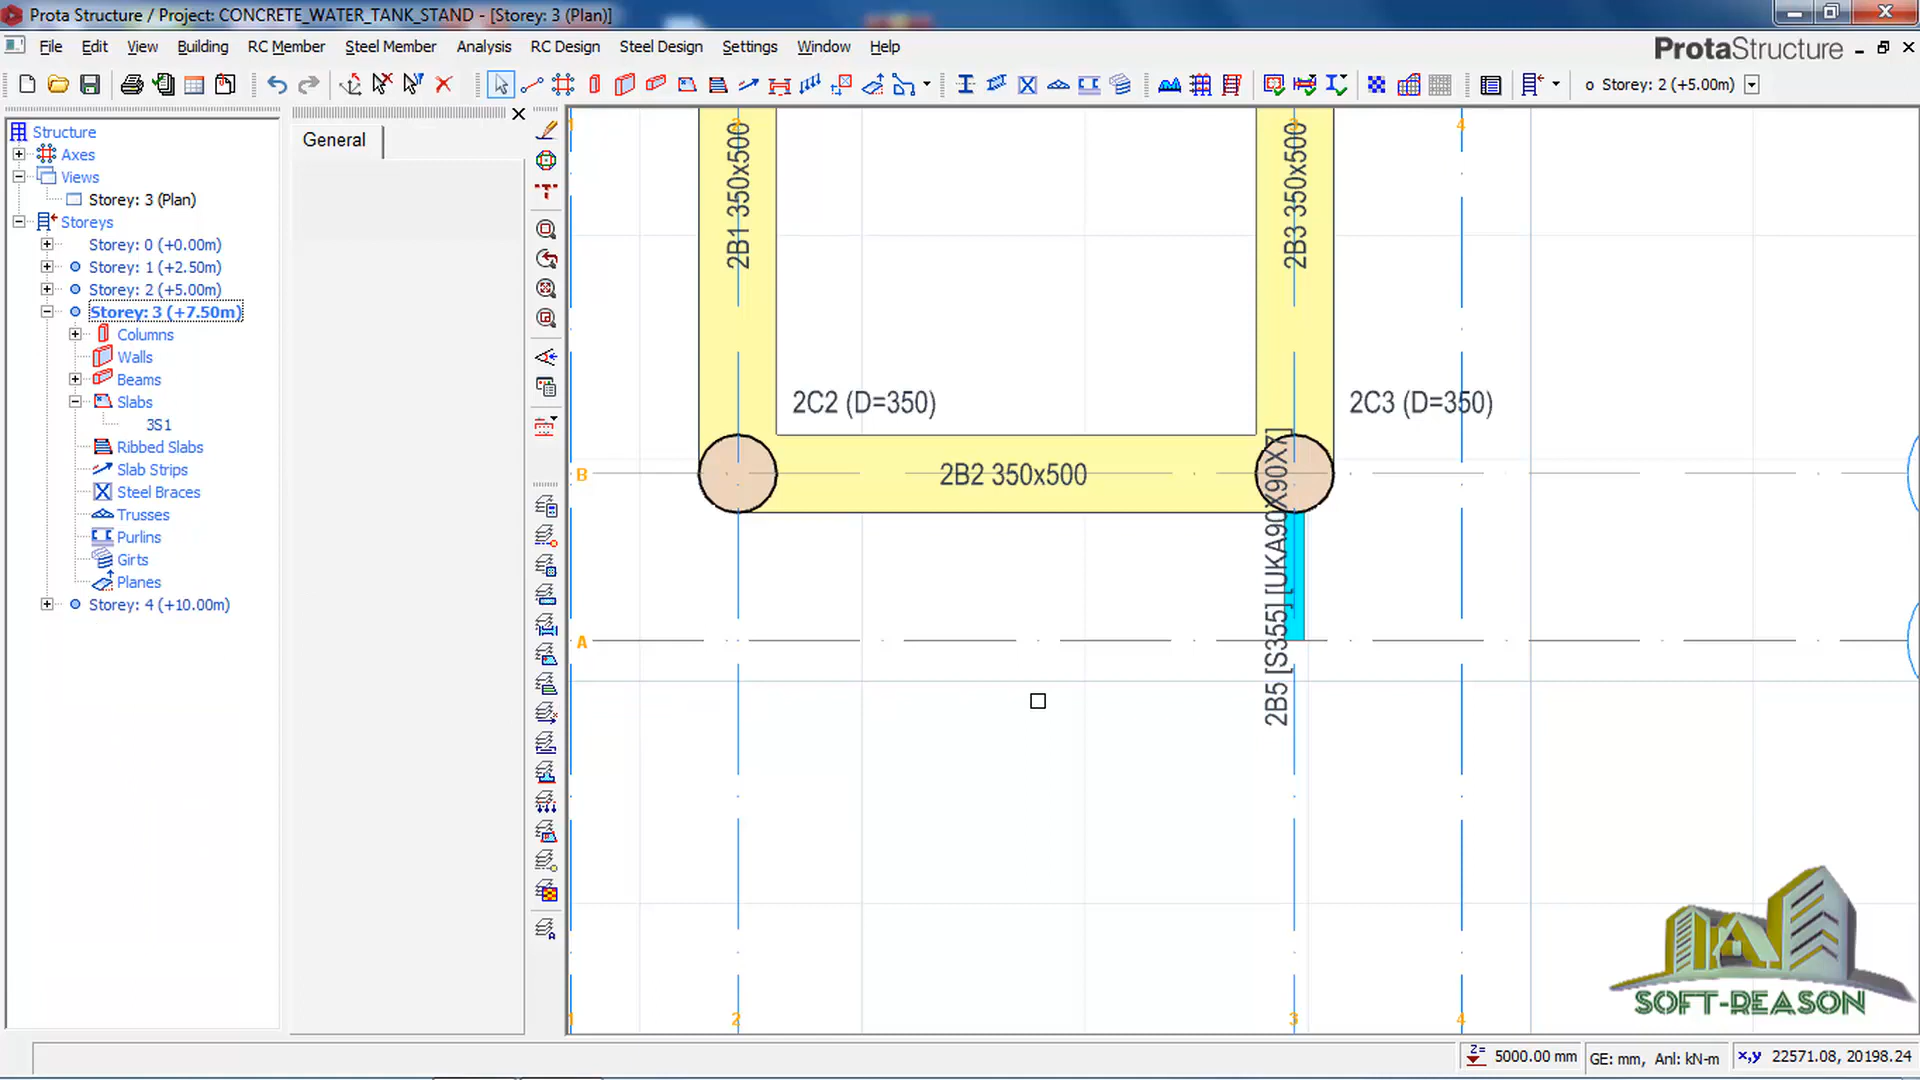 Prota Structure / Project: CONCRETE_WATER_TANK_STAND - [Storey: 3 (Plan)]
File Edit View Building RC Member Steel Member Analysis RC Design Steel Design Settings Window Help
ProtaStructure
o Storey: 2 (+5.00m)
Structure
Axes
Views
Storey: 3 (Plan)
Storeys
Storey: 0 (+0.00m)
Storey: 1 (+2.50m)
Storey: 2 (+5.00m)
Storey: 3 (+7.50m)
Columns
Walls
Beams
Slabs
3S1
Ribbed Slabs
Slab Strips
Steel Braces
Trusses
Purlins
Girts
Planes
Storey: 4 (+10.00m)
General
1 2 3 4
2B1 350x500
2B3 350x500
2C2 (D=350)
2C3 (D=350)
B
2B2 350x500
2B5 [S355] [UKA90X90X7]
A
1 2 3 4
SOFT-REASON
Z= 5000.00 mm
GE: mm, Anl: kN-m
x,y 22571.08, 20198.24